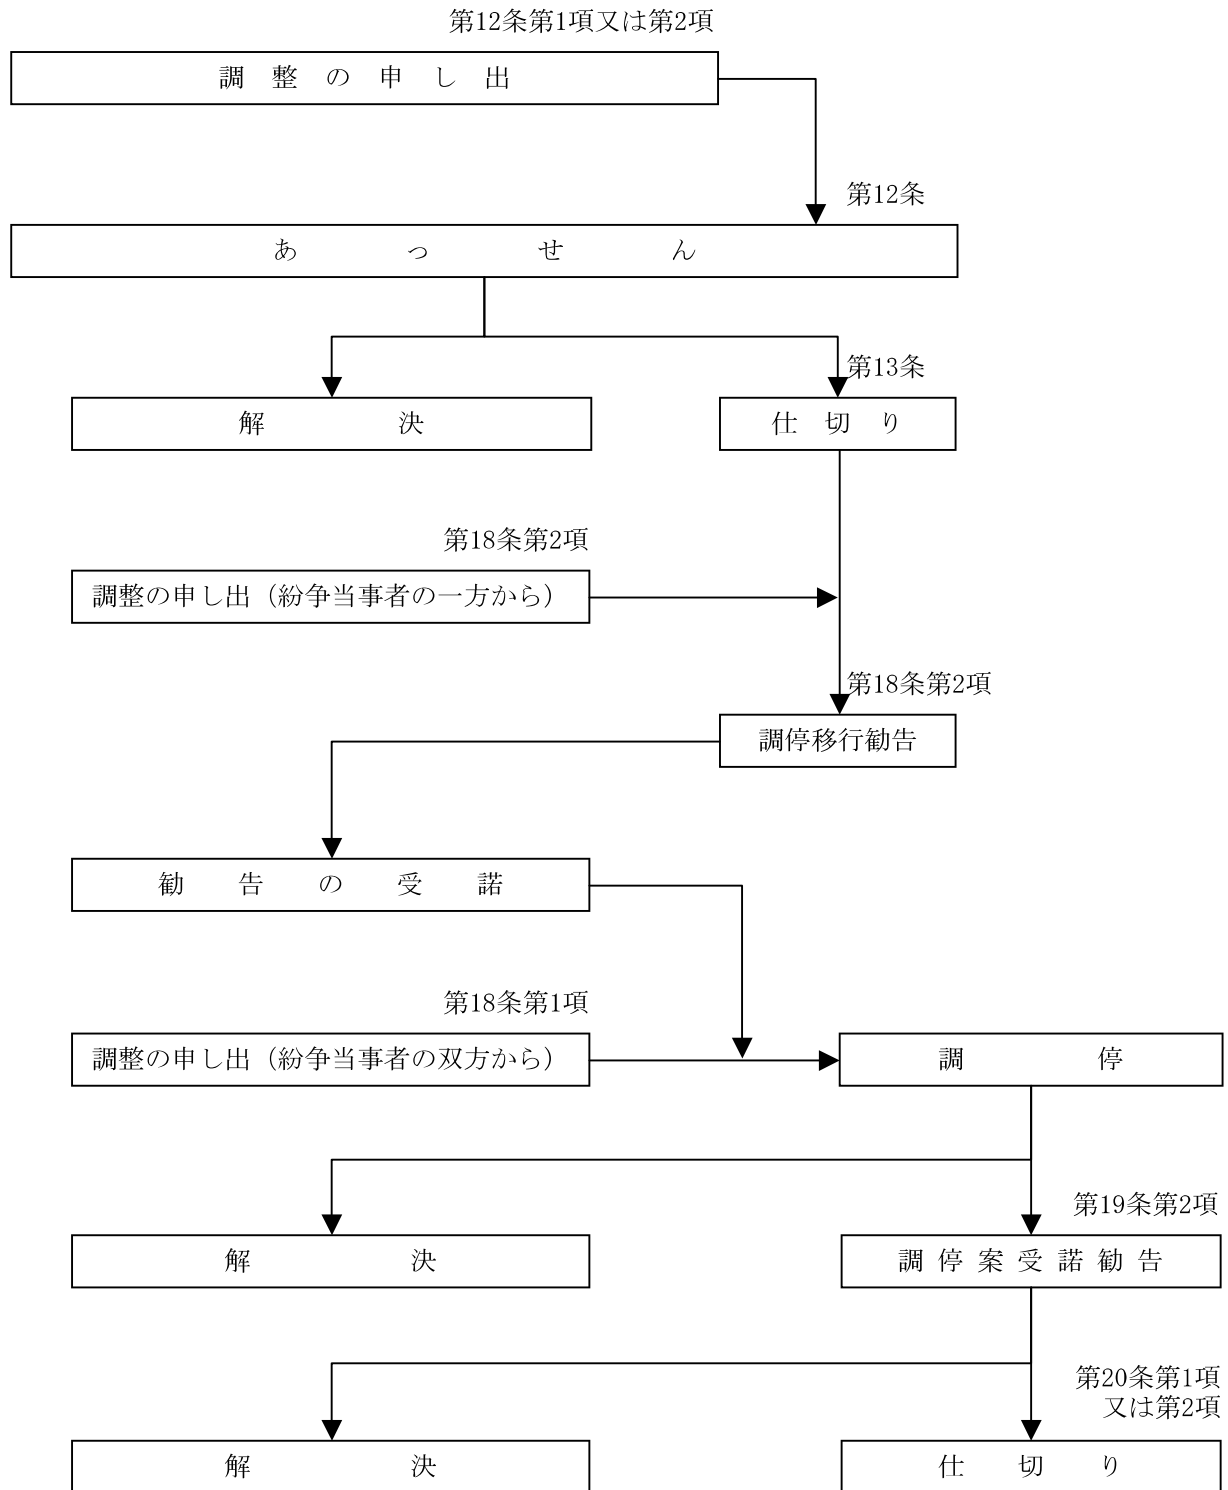 第12条第1項又は第2項
調整の申し出
第12条
あっせん
第13条
解決
仕切り
第18条第2項
調整の申し出（紛争当事者の一方から）
第18条第2項
調停移行勧告
勧告の受諾
第18条第1項
調整の申し出（紛争当事者の双方から）
調停
第19条第2項
解決
調停案受諾勧告
第20条第1項
又は第2項
解決
仕切り